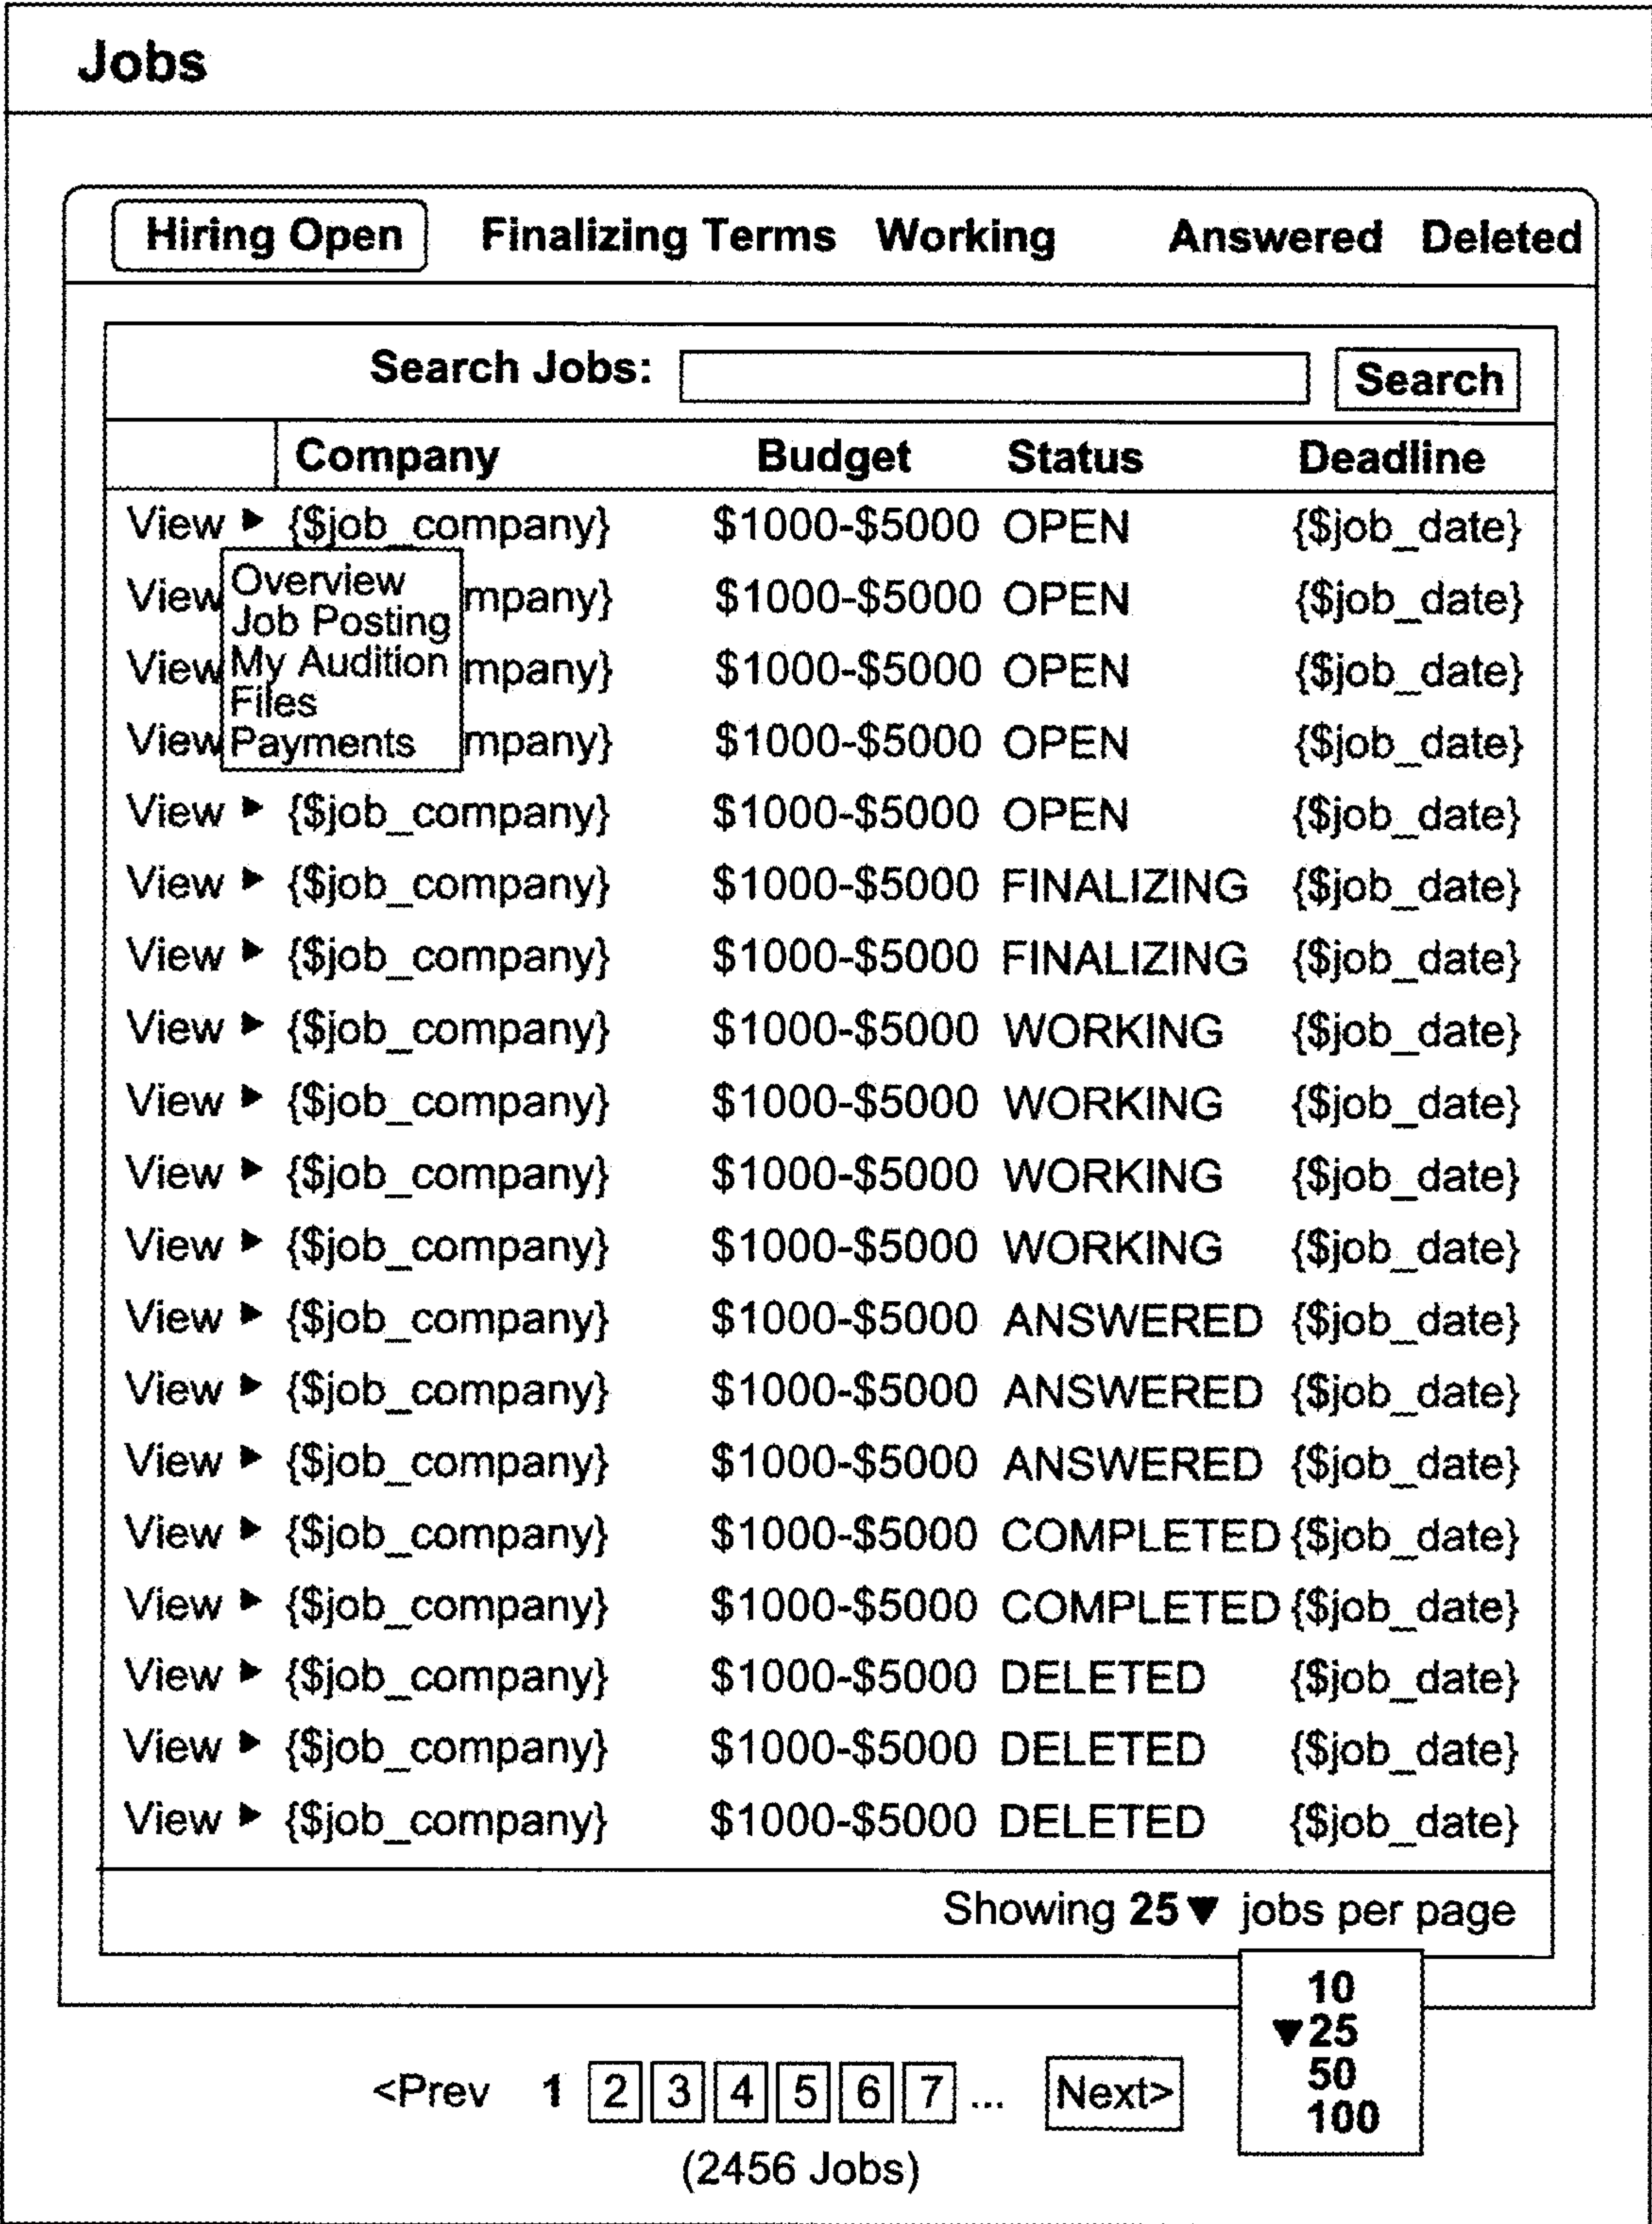 Jobs
Hiring Open Finalizing Terms Working Answered Deleted
Search Jobs: Search
Company Budget Status Deadline
View ► {$job_company} $1000-$5000 OPEN {$job_date}
Overview
View mpany} $1000-$5000 OPEN {$job_date}
Job Posting
View My Audition mpany} $1000-$5000 OPEN {$job_date}
Files
View Payments mpany} $1000-$5000 OPEN {$job_date}
View ► {$job_company} $1000-$5000 OPEN {$job_date}
View ► {$job_company} $1000-$5000 FINALIZING {$job_date}
View ► {$job_company} $1000-$5000 FINALIZING {$job_date}
View ► {$job_company} $1000-$5000 WORKING {$job_date}
View ► {$job_company} $1000-$5000 WORKING {$job_date}
View ► {$job_company} $1000-$5000 WORKING {$job_date}
View ► {$job_company} $1000-$5000 WORKING {$job_date}
View ► {$job_company} $1000-$5000 ANSWERED {$job_date}
View ► {$job_company} $1000-$5000 ANSWERED {$job_date}
View ► {$job_company} $1000-$5000 ANSWERED {$job_date}
View ► {$job_company} $1000-$5000 COMPLETED {$job_date}
View ► {$job_company} $1000-$5000 COMPLETED {$job_date}
View ► {$job_company} $1000-$5000 DELETED {$job_date}
View ► {$job_company} $1000-$5000 DELETED {$job_date}
View ► {$job_company} $1000-$5000 DELETED {$job_date}
Showing 25▼ jobs per page
10
▼25
50
100
<Prev 1 2 3 4 5 6 7 ... Next>
(2456 Jobs)